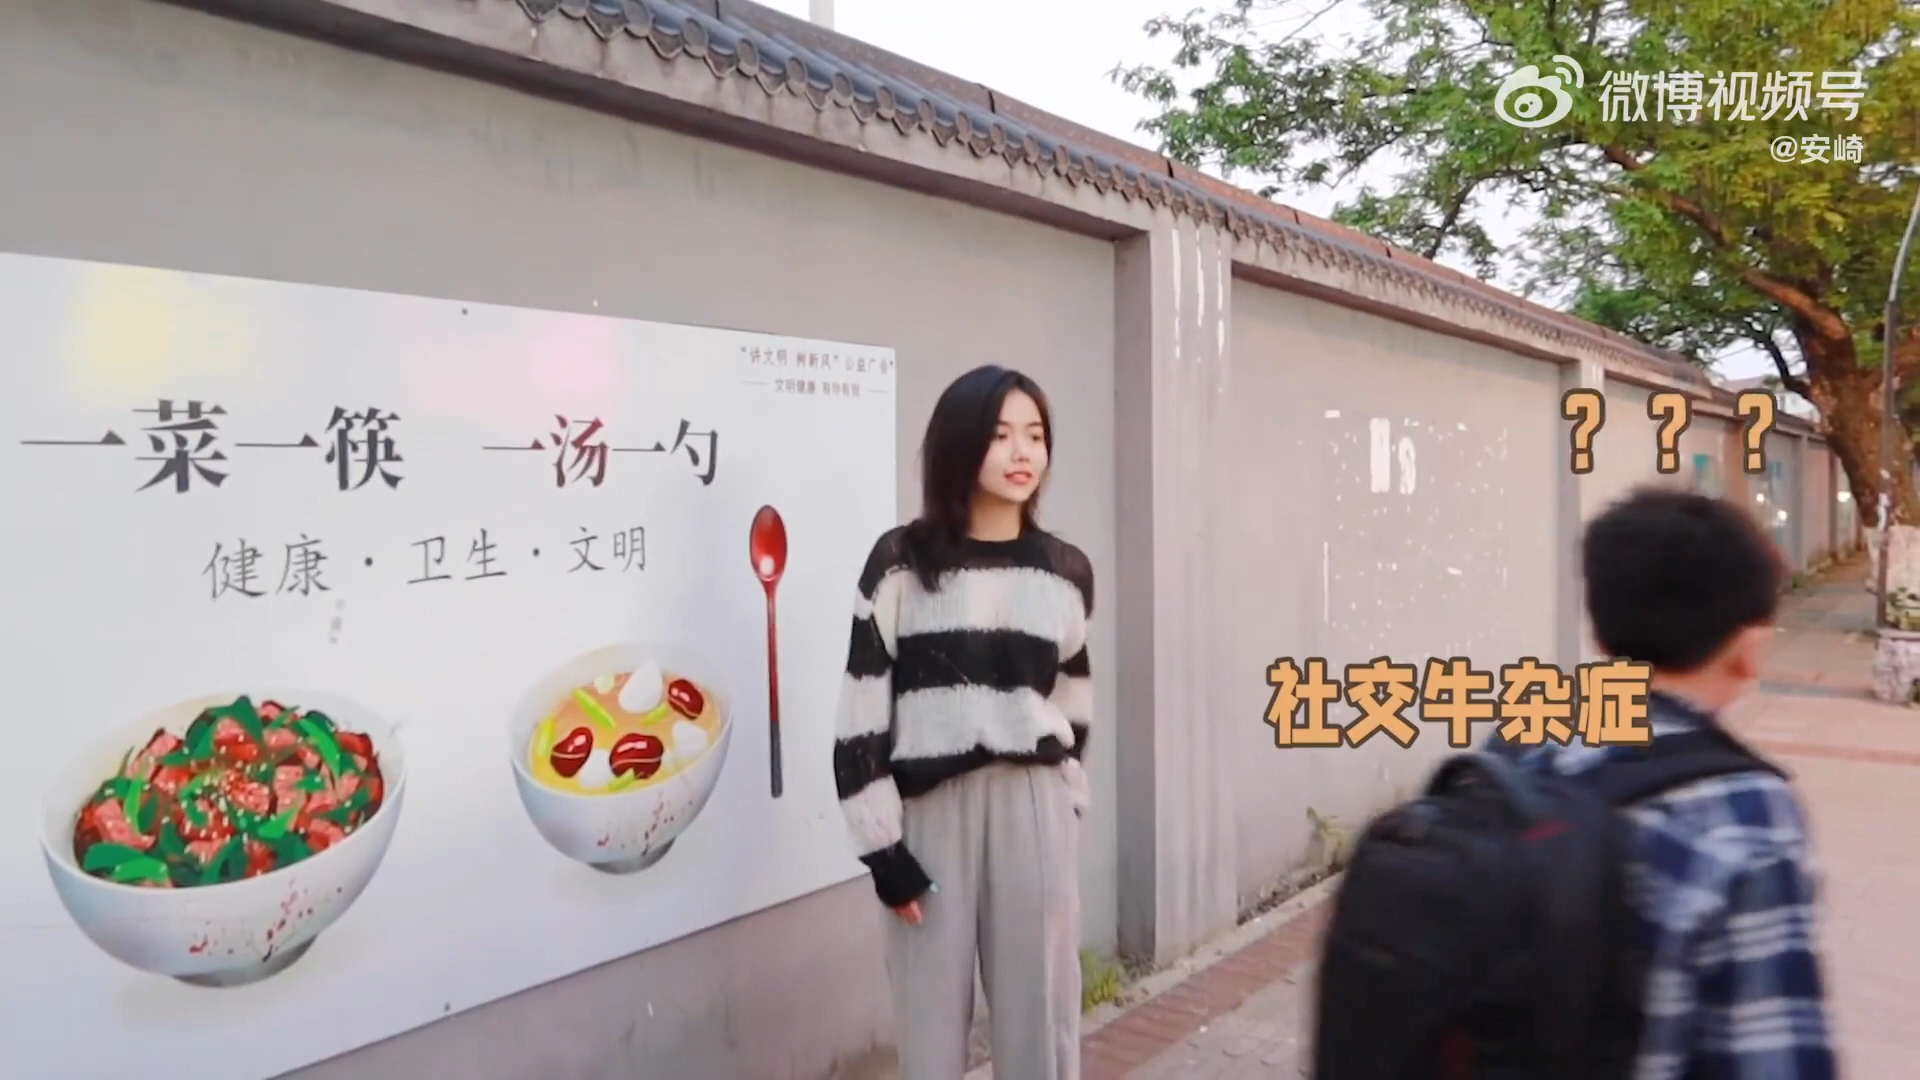 微博视频号
@安崎
“讲文明 树新风”公益广告”
文明健康 有你有我
一菜一筷 一汤一勺
健康·卫生·文明
？？？
社交牛杂症